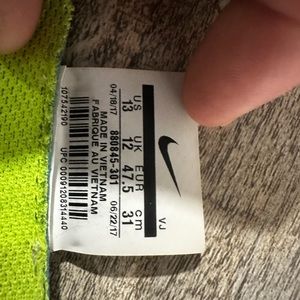 VJ
US UK EUR cm
13 12 47.5 31
04/18/17 06/22/17
880845-301
MADE IN VIETNAM
FABRIQUE AU VIETNAM
107542190
UPC 00091208314440